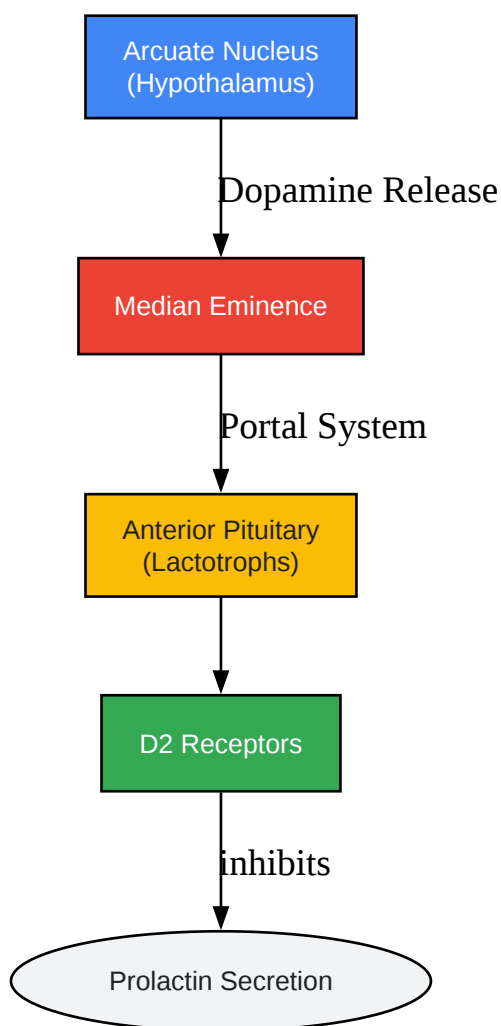 Arcuate Nucleus
(Hypothalamus)
Dopamine Release
Median Eminence
Portal System
Anterior Pituitary
(Lactotrophs)
D2 Receptors
inhibits
Prolactin Secretion